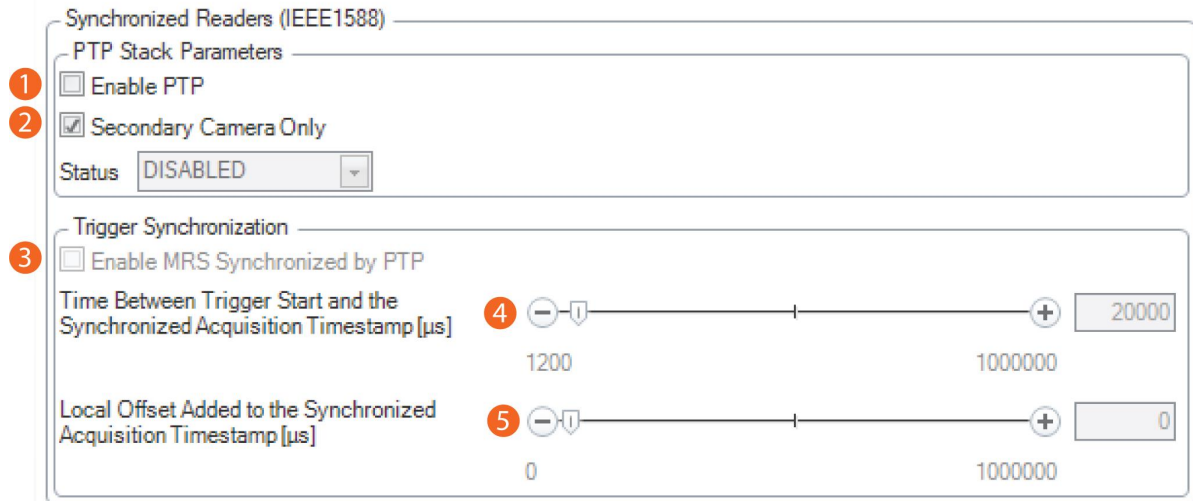 Synchronized Readers (IEEE1588)
PTP Stack Parameters
1 Enable PTP
2 Secondary Camera Only
Status DISABLED
Trigger Synchronization
3 Enable MRS Synchronized by PTP
Time Between Trigger Start and the
Synchronized Acquisition Timestamp [µs] 4 20000
1200 1000000
Local Offset Added to the Synchronized
Acquisition Timestamp [µs] 5 0
0 1000000